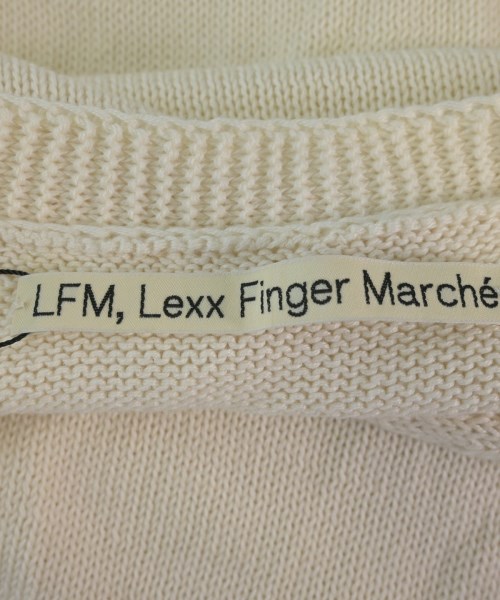 LFM, Lexx Finger Marché